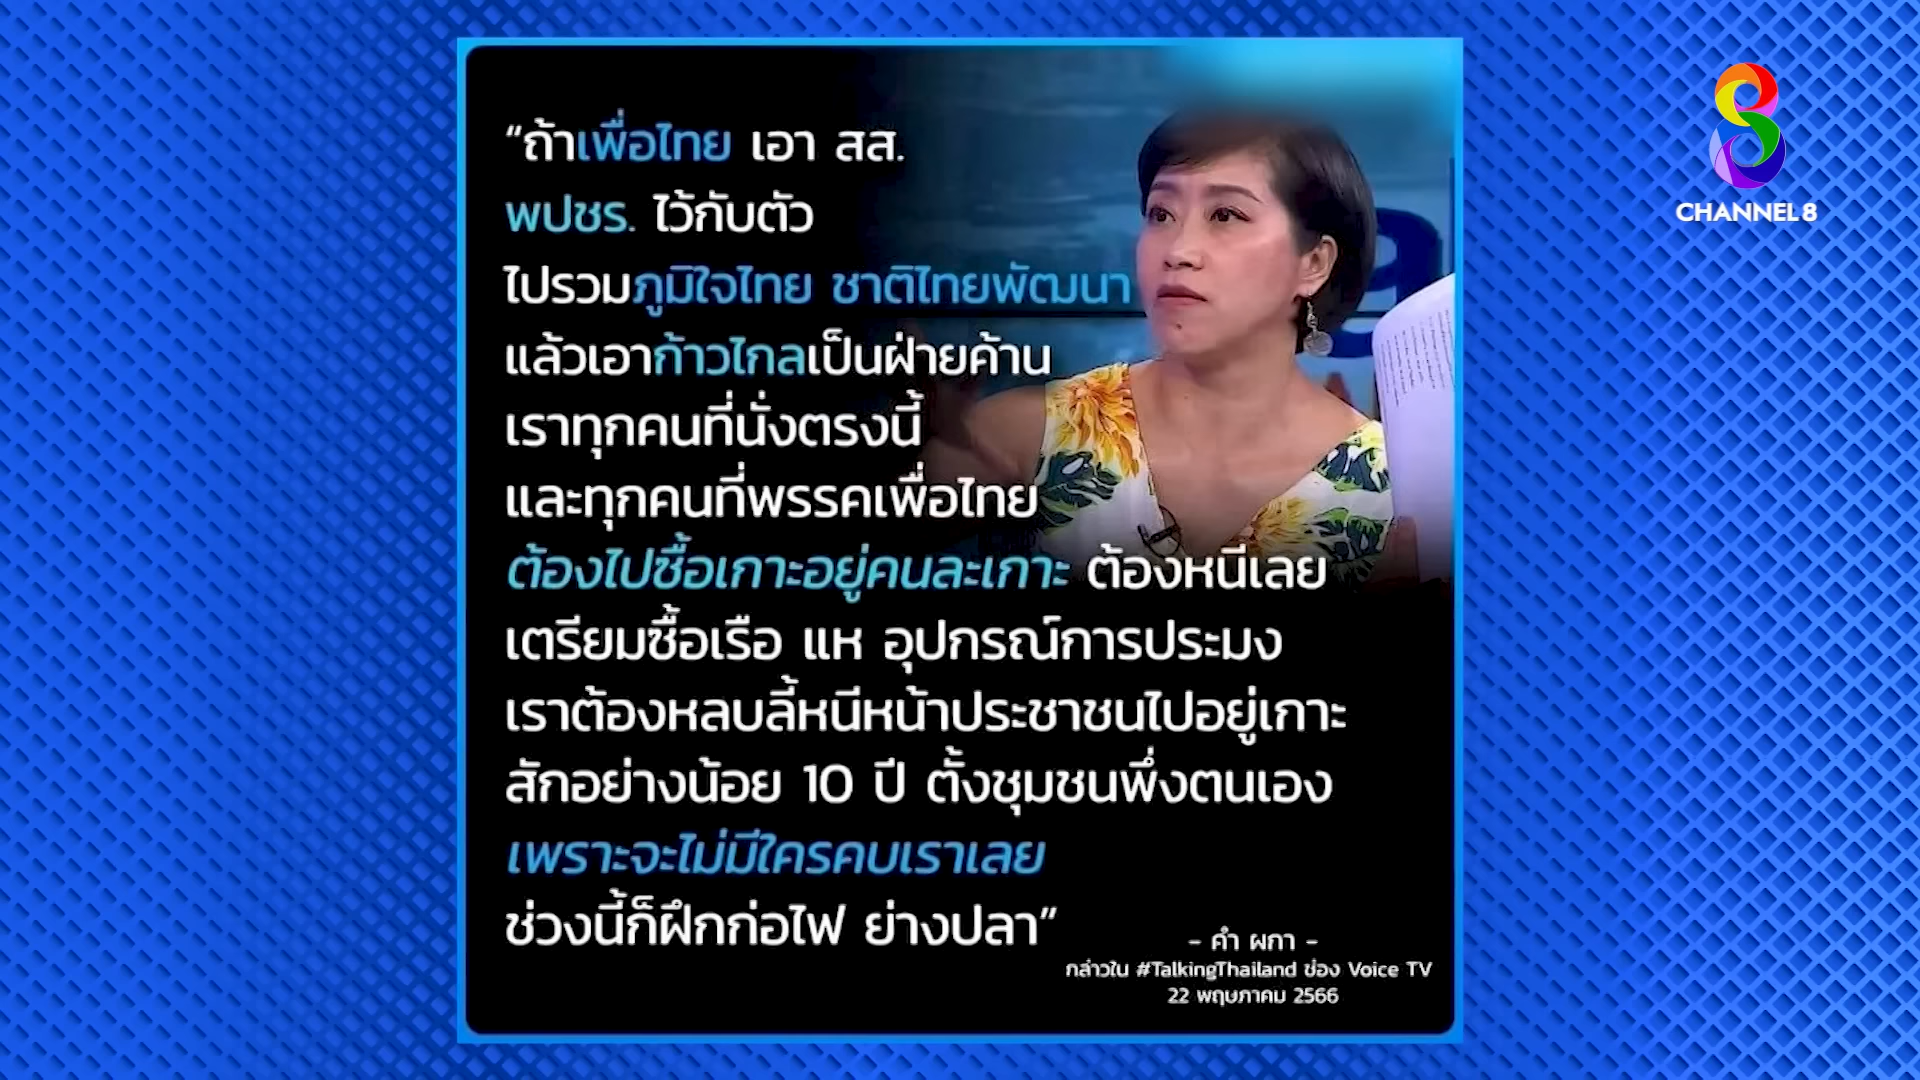 “ถ้าเพื่อไทย เอา สส.
พปชร. ไว้กับตัว
ไปรวมภูมิใจไทย ชาติไทยพัฒนา
แล้วเอาก้าวไกลเป็นฝ่ายค้าน
เราทุกคนที่นั่งตรงนี้
และทุกคนที่พรรคเพื่อไทย
ต้องไปซื้อเกาะอยู่คนละเกาะ ต้องหนีเลย
เตรียมซื้อเรือ แห อุปกรณ์การประมง
เราต้องหลบลี้หนีหน้าประชาชนไปอยู่เกาะ
สักอย่างน้อย 10 ปี ตั้งชุมชนพึ่งตนเอง
เพราะจะไม่มีใครคบเราเลย
ช่วงนี้ก็ฝึกก่อไฟ ย่างปลา”
- คำ ผกา -
กล่าวใน #TalkingThailand ช่อง Voice TV
22 พฤษภาคม 2566
8
CHANNEL 8